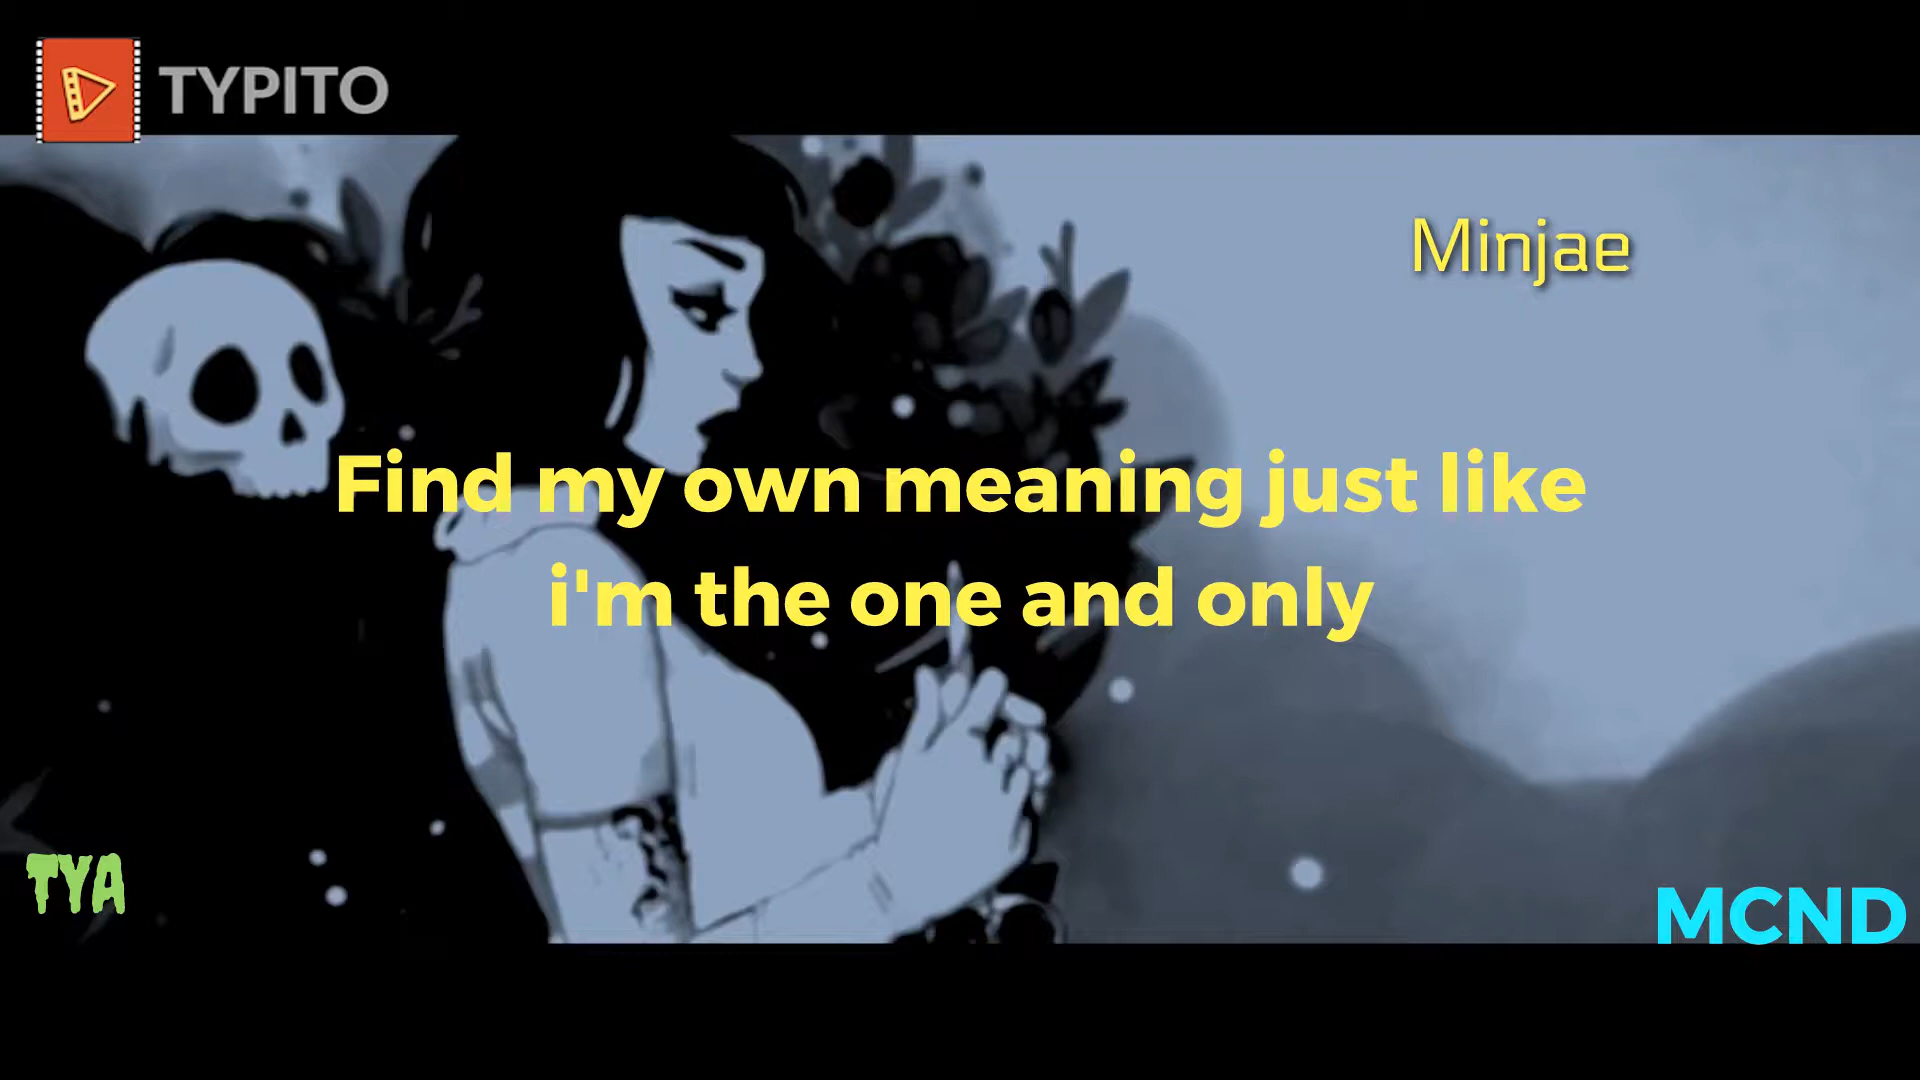 TYPITO
Minjae
Find my own meaning just like
i'm the one and only
TYA
MCND